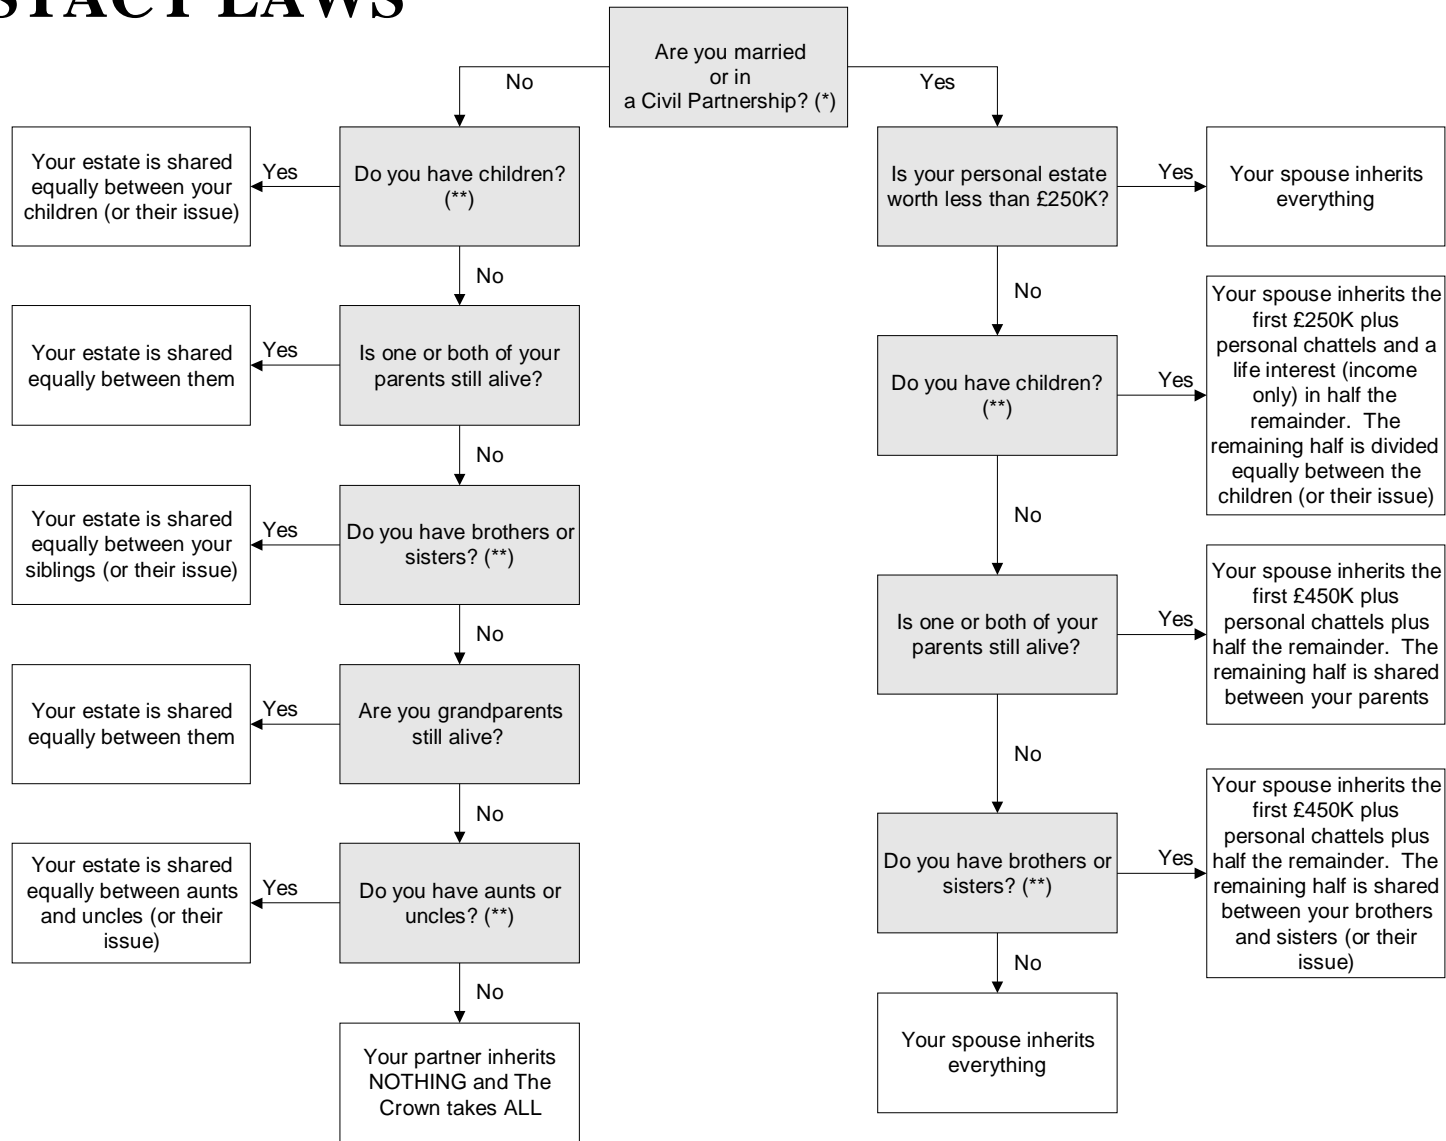 STACT LAWS
Are you married
or in
a Civil Partnership? (*)
No
Yes
Your estate is shared
equally between your
children (or their issue)
Yes
Do you have children?
(**)
Is your personal estate
worth less than £250K?
Yes
Your spouse inherits
everything
No
No
Your estate is shared
equally between them
Yes
Is one or both of your
parents still alive?
Do you have children?
(**)
Yes
Your spouse inherits the
first £250K plus
personal chattels and a
life interest (income
only) in half the
remainder. The
remaining half is divided
equally between the
children (or their issue)
No
No
Your estate is shared
equally between your
siblings (or their issue)
Yes
Do you have brothers or
sisters? (**)
Is one or both of your
parents still alive?
Yes
Your spouse inherits the
first £450K plus
personal chattels plus
half the remainder. The
remaining half is shared
between your parents
No
No
Your estate is shared
equally between them
Yes
Are you grandparents
still alive?
Do you have brothers or
sisters? (**)
Yes
Your spouse inherits the
first £450K plus
personal chattels plus
half the remainder. The
remaining half is shared
between your brothers
and sisters (or their
issue)
No
No
Your estate is shared
equally between aunts
and uncles (or their
issue)
Yes
Do you have aunts or
uncles? (**)
Your spouse inherits
everything
No
Your partner inherits
NOTHING and The
Crown takes ALL